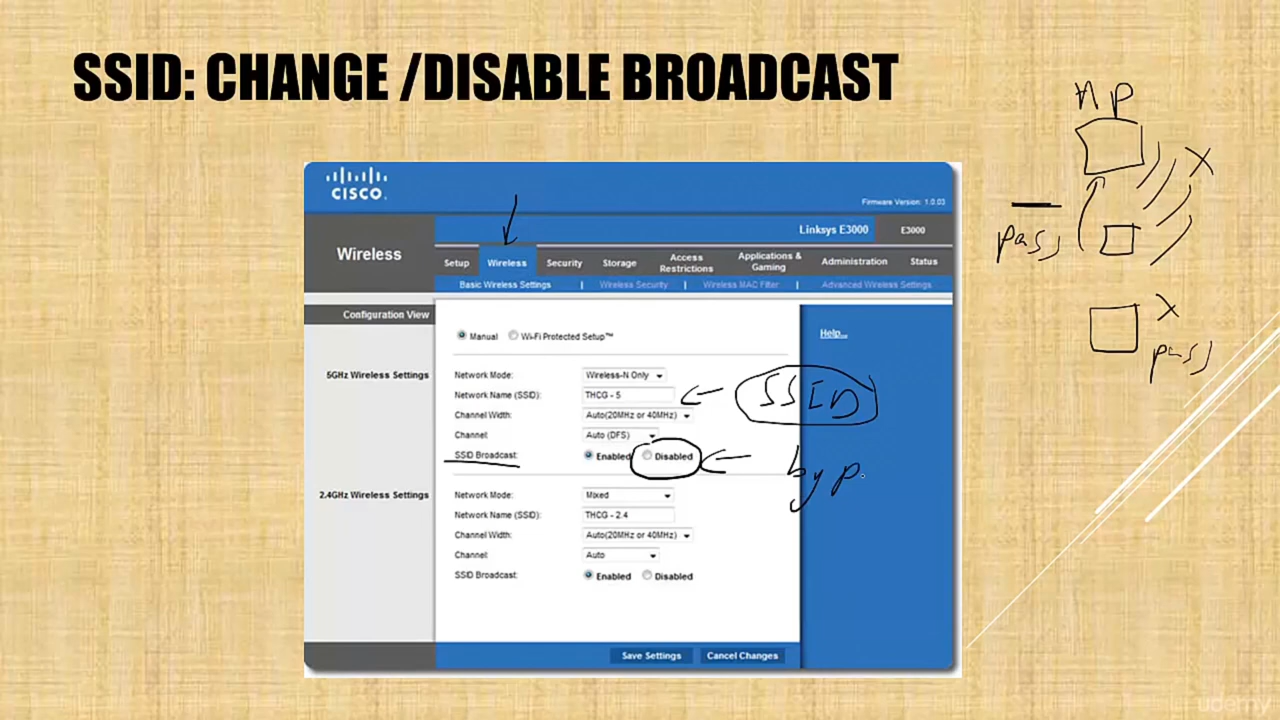 SSID: CHANGE /DISABLE BROADCAST
n p
CISCO.
Firmware Version: 1.0.03
Linksys E3000
E3000
Wireless
Setup
Wireless
Security
Storage
Access Restrictions
Applications & Gaming
Administration
Status
Basic Wireless Settings | Wireless Security | Wireless MAC Filter | Advanced Wireless Settings
pass
X
Configuration View
Manual
Wi-Fi Protected Setup™
Help...
X
pass
5GHz Wireless Settings
Network Mode: Wireless-N Only
Network Name (SSID): THCG - 5
SSID
Channel Width: Auto(20MHz or 40MHz)
Channel: Auto (DFS)
SSID Broadcast: Enabled Disabled
by p.
2.4GHz Wireless Settings
Network Mode: Mixed
Network Name (SSID): THCG - 2.4
Channel Width: Auto(20MHz or 40MHz)
Channel: Auto
SSID Broadcast: Enabled Disabled
Save Settings
Cancel Changes
udemy